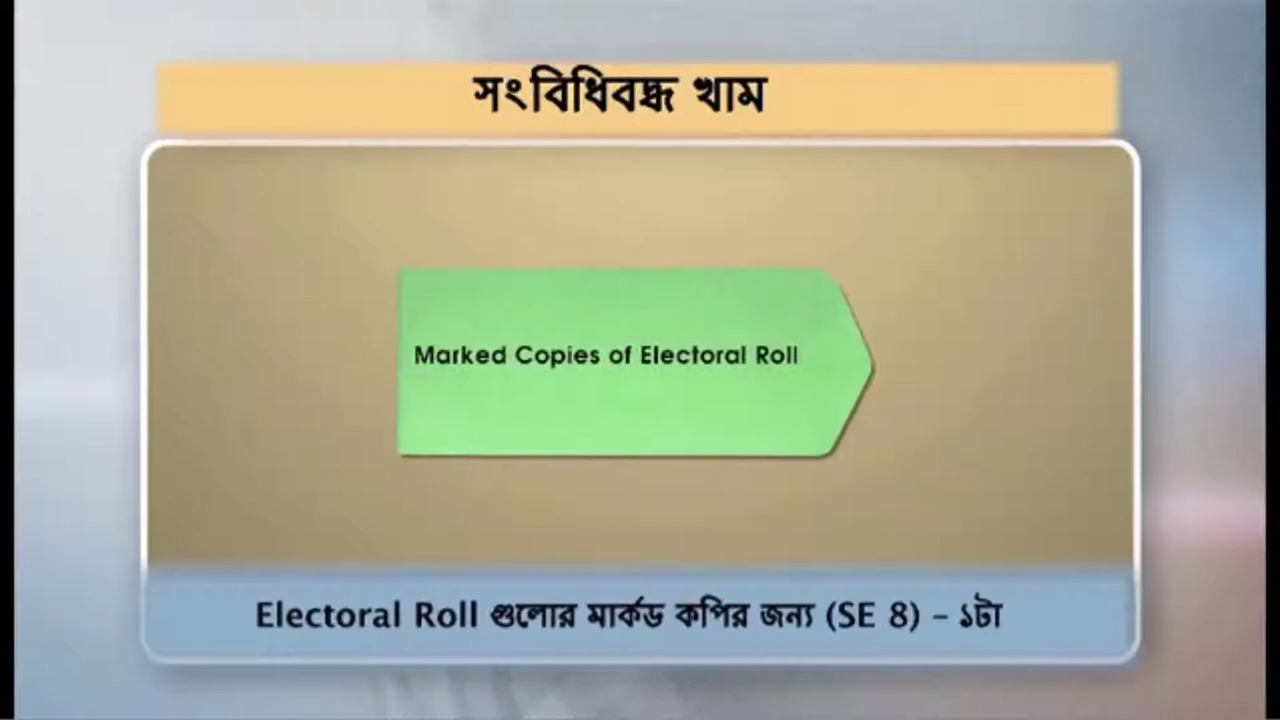 সংবিধিবদ্ধ খাম
Marked Copies of Electoral Roll
Electoral Roll গুলোর মার্কড কপির জন্য (SE 8) – ১টা